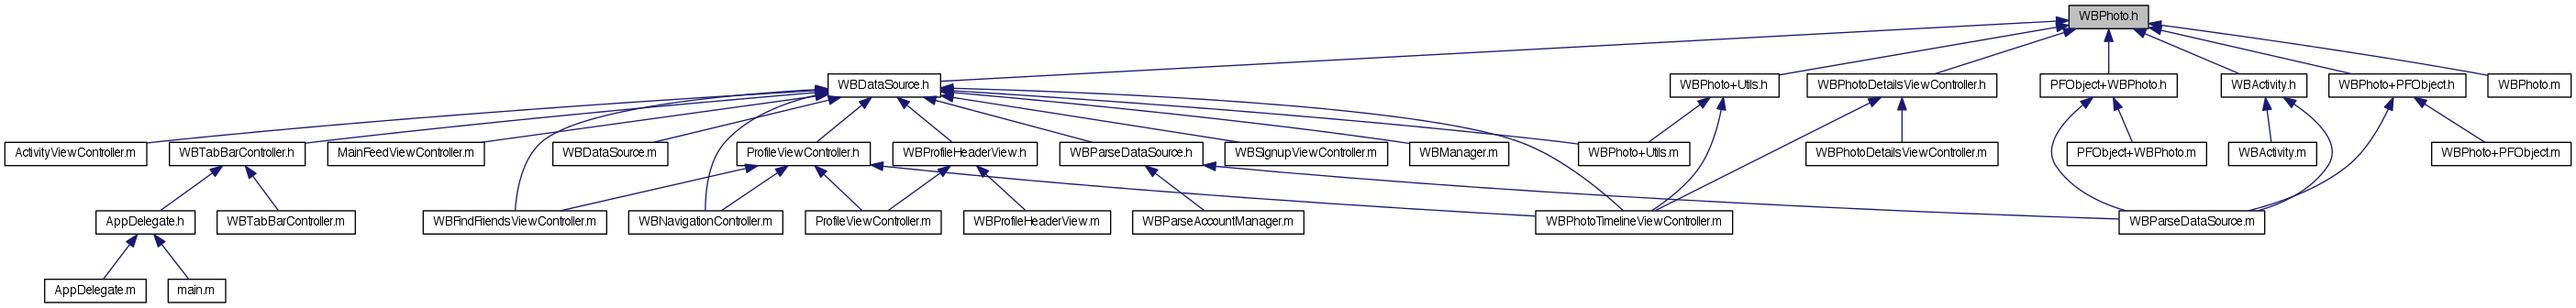 WBPhoto.h
WBDataSource.h
WBPhoto+Utils.h
WBPhotoDetailsViewController.h
PFObject+WBPhoto.h
WBActivity.h
WBPhoto+PFObject.h
WBPhoto.m
ActivityViewController.m
WBTabBarController.h
MainFeedViewController.m
WBDataSource.m
ProfileViewController.h
WBProfileHeaderView.h
WBParseDataSource.h
WBSignupViewController.m
WBManager.m
WBPhoto+Utils.m
WBPhotoDetailsViewController.m
PFObject+WBPhoto.m
WBActivity.m
WBPhoto+PFObject.m
AppDelegate.h
WBTabBarController.m
WBFindFriendsViewController.m
WBNavigationController.m
ProfileViewController.m
WBProfileHeaderView.m
WBParseAccountManager.m
WBPhotoTimelineViewController.m
WBParseDataSource.m
AppDelegate.m
main.m